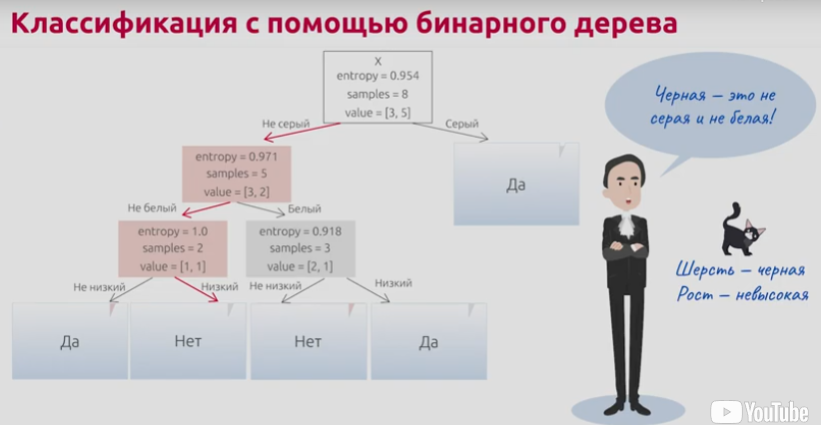 Классификация с помощью бинарного дерева
X
entropy = 0.954
samples = 8
value = [3, 5]
Не серый
Серый
entropy = 0.971
samples = 5
value = [3, 2]
Да
Не белый
Белый
entropy = 1.0
samples = 2
value = [1, 1]
entropy = 0.918
samples = 3
value = [2, 1]
Не низкий
Низкий
Не низкий
Низкий
Да
Нет
Нет
Да
Черная – это не
серая и не белая!
Шерсть – черная
Рост – невысокая
YouTube